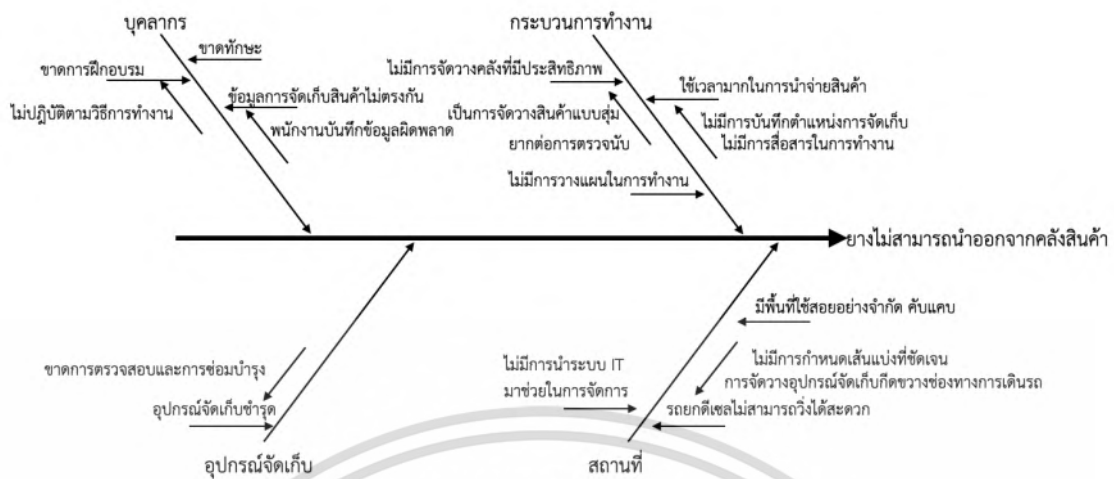 บุคลากร
ขาดทักษะ
ขาดการฝึกอบรม
ไม่ปฏิบัติตามวิธีการทำงาน
ข้อมูลการจัดเก็บสินค้าไม่ตรงกัน
พนักงานบันทึกข้อมูลผิดพลาด
กระบวนการทำงาน
ไม่มีการจัดวางคลังที่มีประสิทธิภาพ
ใช้เวลามากในการนำจ่ายสินค้า
เป็นการจัดวางสินค้าแบบสุ่ม
ยากต่อการตรวจนับ
ไม่มีการบันทึกตำแหน่งการจัดเก็บ
ไม่มีการสื่อสารในการทำงาน
ไม่มีการวางแผนในการทำงาน
ยางไม่สามารถนำออกจากคลังสินค้า
ขาดการตรวจสอบและการซ่อมบำรุง
อุปกรณ์จัดเก็บชำรุด
อุปกรณ์จัดเก็บ
มีพื้นที่ใช้สอยอย่างจำกัด คับแคบ
ไม่มีการนำระบบ IT
มาช่วยในการจัดการ
ไม่มีการกำหนดเส้นแบ่งที่ชัดเจน
การจัดวางอุปกรณ์จัดเก็บกีดขวางช่องทางการเดินรถ
รถยกดีเซลไม่สามารถวิ่งได้สะดวก
สถานที่